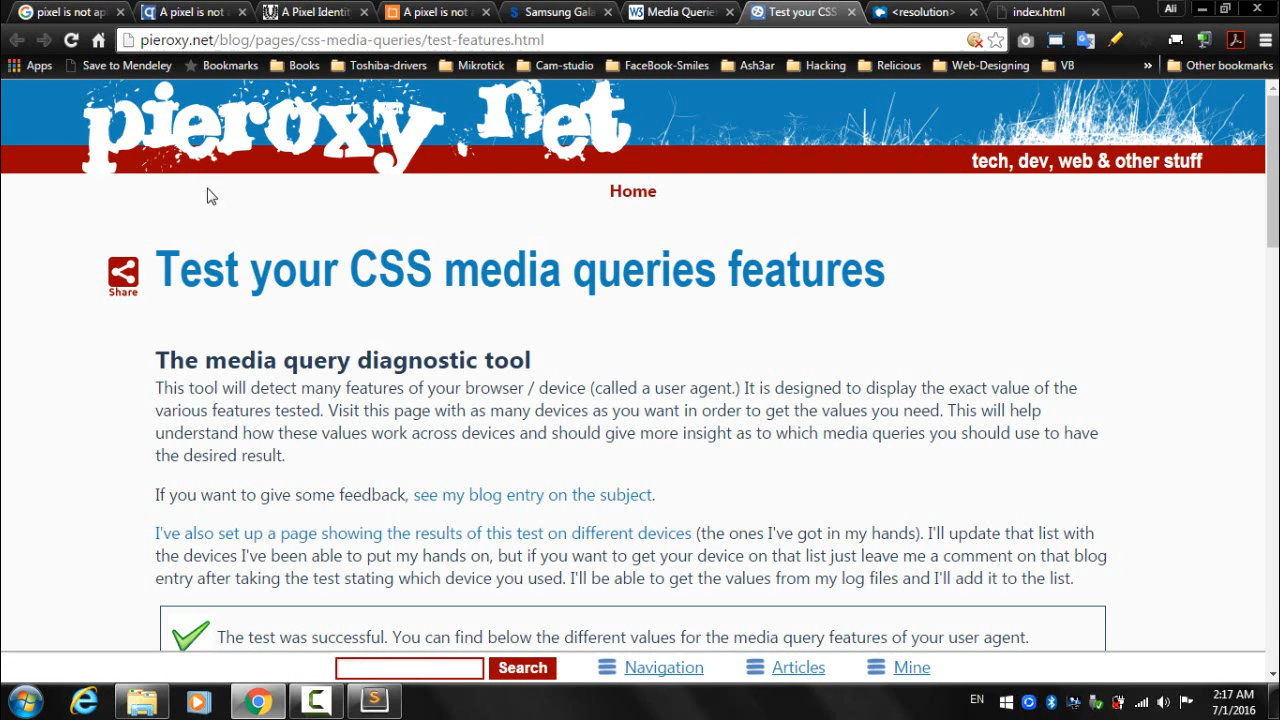 pixel is not ap
A pixel is not
A Pixel Identit
A pixel is not a
Samsung Gala
Media Queries
Test your CSS
<resolution>
index.html
Ali
pieroxy.net/blog/pages/css-media-queries/test-features.html
Apps
Save to Mendeley
Bookmarks
Books
Toshiba-drivers
Mikrotick
Cam-studio
FaceBook-Smiles
Ash3ar
Hacking
Relicious
Web-Designing
VB
»
Other bookmarks
pieroxy.net
tech, dev, web & other stuff
Home
Share
Test your CSS media queries features
The media query diagnostic tool
This tool will detect many features of your browser / device (called a user agent.) It is designed to display the exact value of the
various features tested. Visit this page with as many devices as you want in order to get the values you need. This will help
understand how these values work across devices and should give more insight as to which media queries you should use to have
the desired result.
If you want to give some feedback, see my blog entry on the subject.
I've also set up a page showing the results of this test on different devices (the ones I've got in my hands). I'll update that list with
the devices I've been able to put my hands on, but if you want to get your device on that list just leave me a comment on that blog
entry after taking the test stating which device you used. I'll be able to get the values from my log files and I'll add it to the list.
The test was successful. You can find below the different values for the media query features of your user agent.
Search
Navigation
Articles
Mine
EN
2:17 AM
7/1/2016